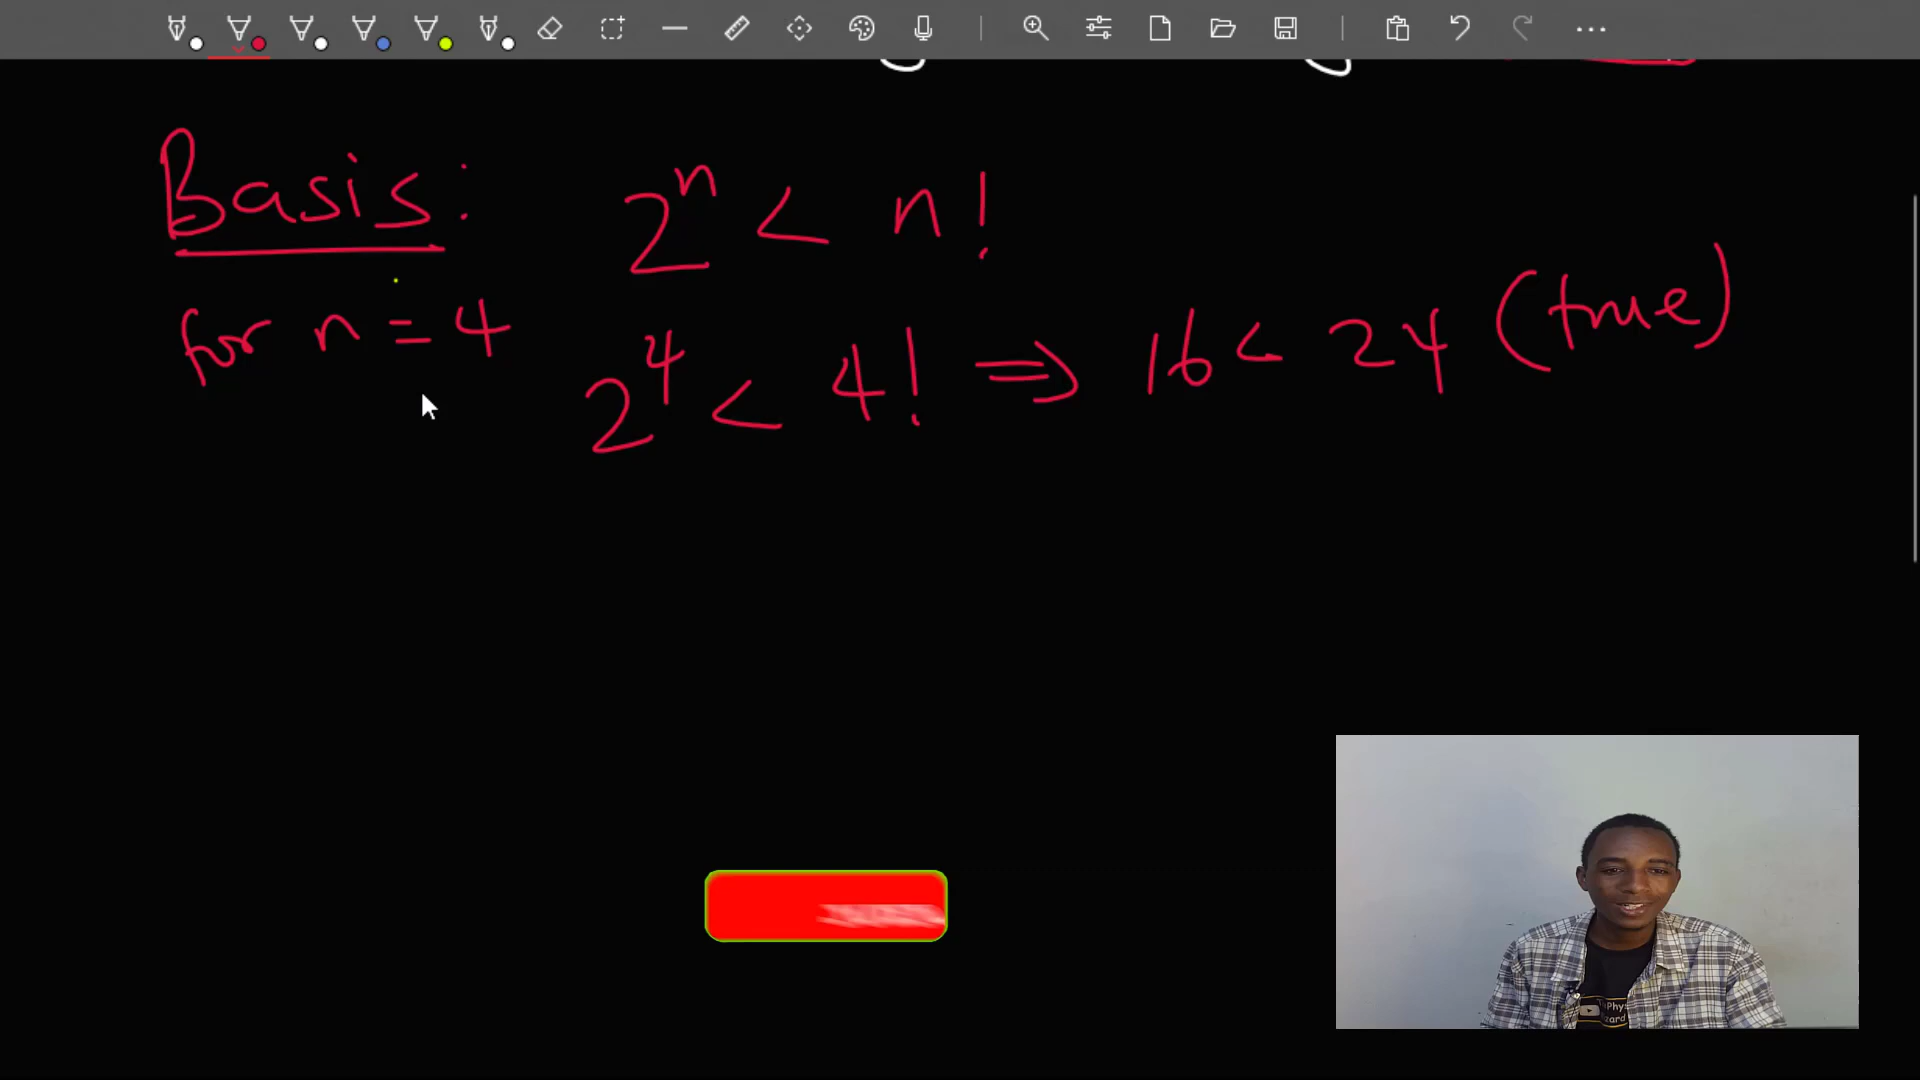 Basis: 2ⁿ < n!
for n = 4
2⁴ < 4! ⇒ 16 < 24 (true)